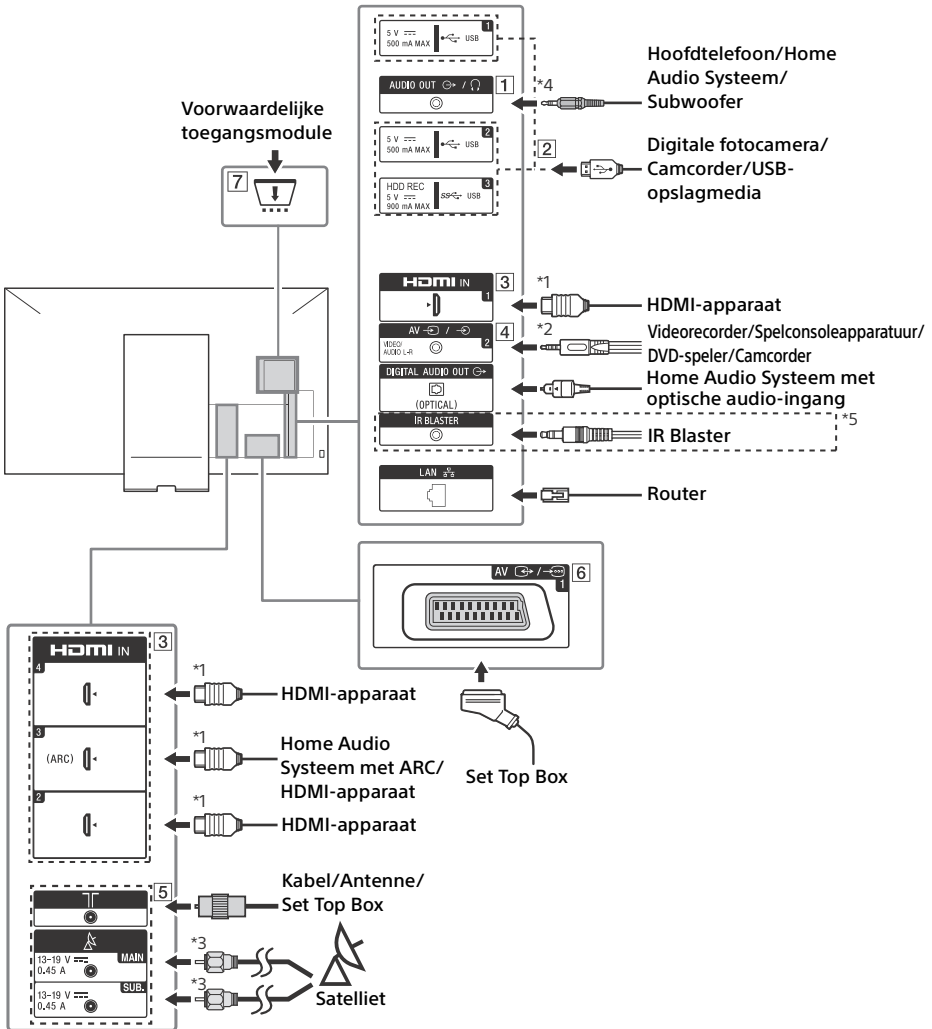 1
5 V
500 mA MAX
USB
AUDIO OUT /
1
*4
Hoofdtelefoon/Home
Audio Systeem/
Subwoofer
Voorwaardelijke
toegangsmodule
7
2
5 V
500 mA MAX
USB
2
Digitale fotocamera/
Camcorder/USB-
opslagmedia
3
HDD REC
5 V
900 mA MAX
SS USB
HDMI IN
1
3
*1
HDMI-apparaat
AV / 
VIDEO/
AUDIO L-R
2
4
*2
Videorecorder/Spelconsoleapparatuur/
DVD-speler/Camcorder
DIGITAL AUDIO OUT
(OPTICAL)
Home Audio Systeem met
optische audio-ingang
IR BLASTER
IR Blaster
*5
LAN
Router
AV /
1
6
Set Top Box
HDMI IN
3
4
*1
HDMI-apparaat
3
(ARC)
*1
Home Audio
Systeem met ARC/
HDMI-apparaat
2
*1
HDMI-apparaat
5
Kabel/Antenne/
Set Top Box
13-19 V
0.45 A
MAIN
*3
13-19 V
0.45 A
SUB.
*3
Satelliet